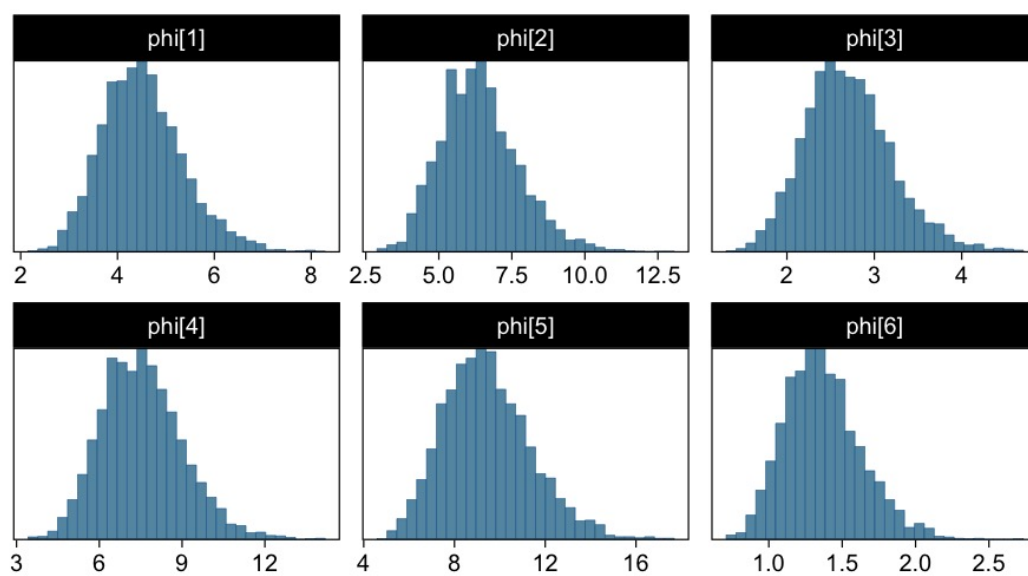 phi[1] phi[2] phi[3]
2 4 6 8 2.5 5.0 7.5 10.0 12.5 2 3 4
phi[4] phi[5] phi[6]
3 6 9 12 4 8 12 16 1.0 1.5 2.0 2.5